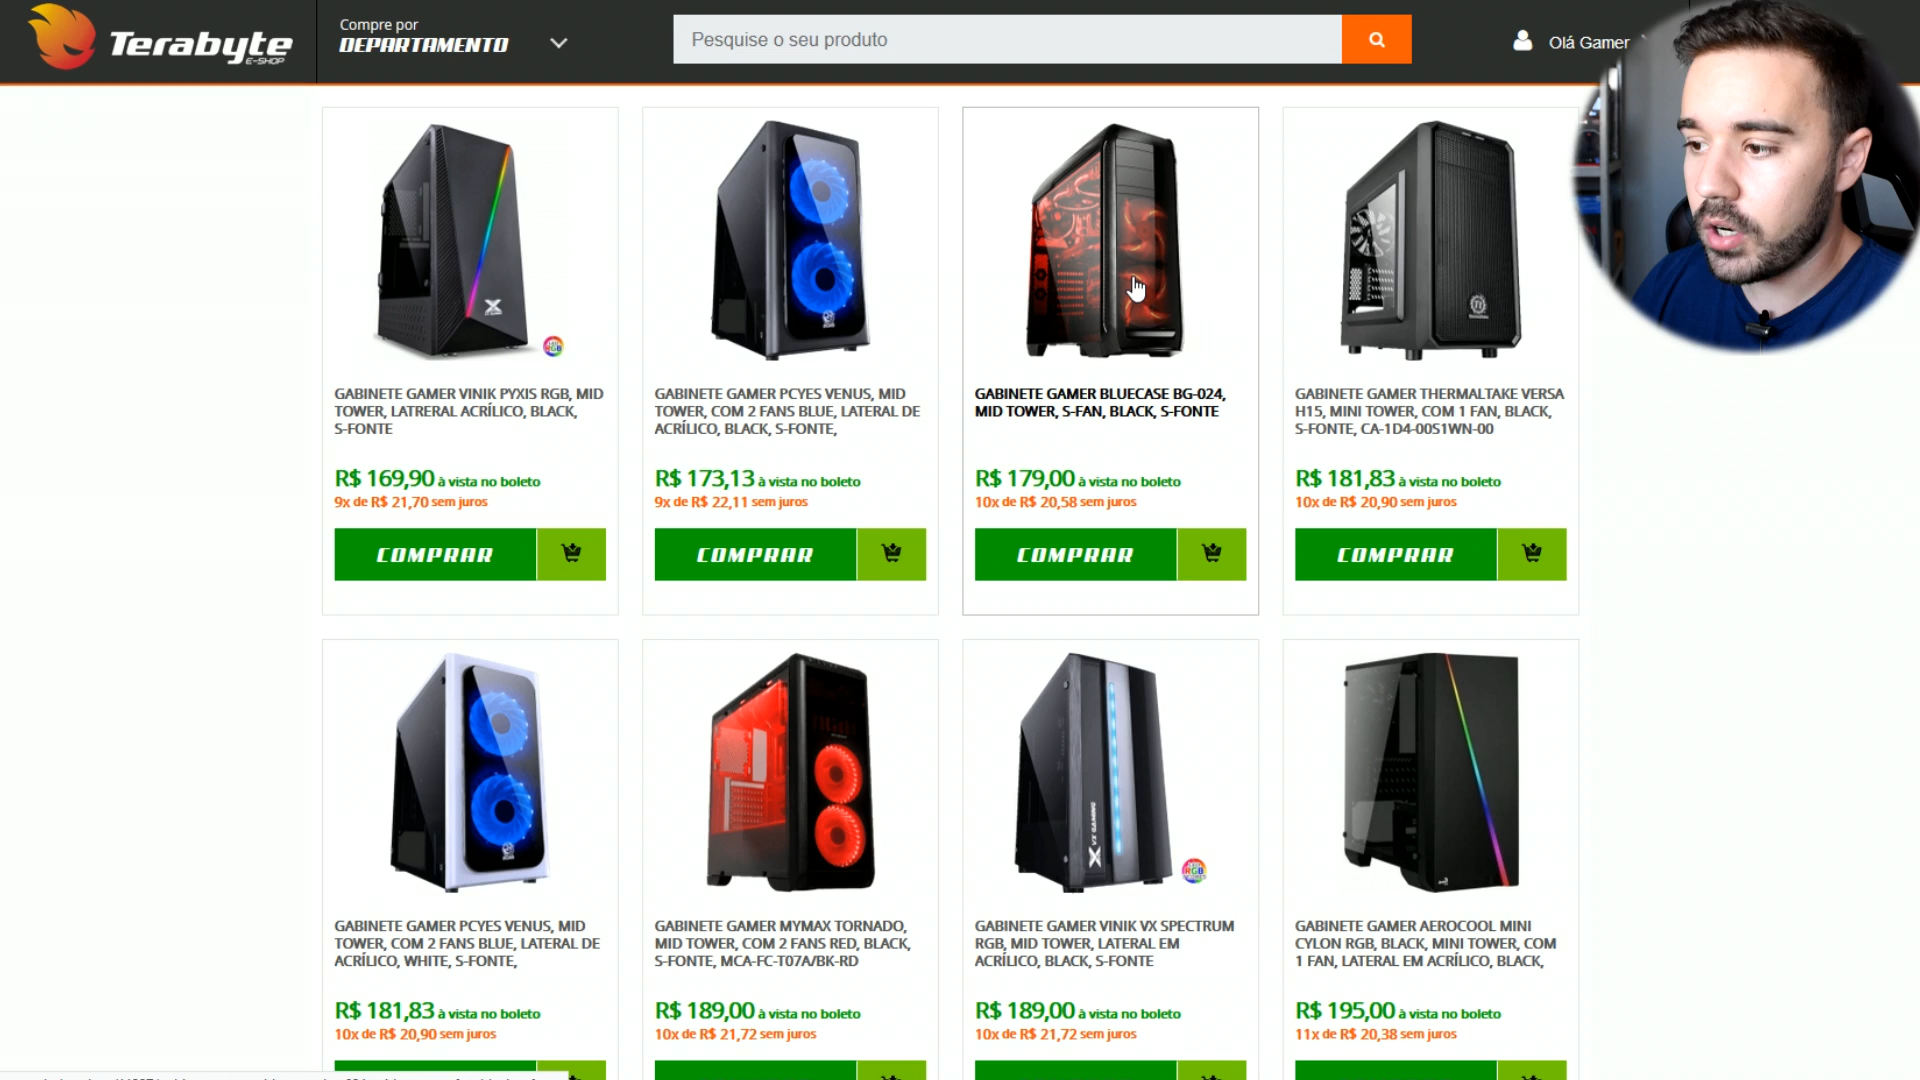 Terabyte
E-SHOP
Compre por
DEPARTAMENTO
Pesquise o seu produto
Olá Gamer
GABINETE GAMER VINIK PYXIS RGB, MID
TOWER, LATRERAL ACRÍLICO, BLACK,
S-FONTE
R$ 169,90 à vista no boleto
9x de R$ 21,70 sem juros
COMPRAR
GABINETE GAMER PCYES VENUS, MID
TOWER, COM 2 FANS BLUE, LATERAL DE
ACRÍLICO, BLACK, S-FONTE,
R$ 173,13 à vista no boleto
9x de R$ 22,11 sem juros
COMPRAR
GABINETE GAMER BLUECASE BG-024,
MID TOWER, S-FAN, BLACK, S-FONTE
R$ 179,00 à vista no boleto
10x de R$ 20,58 sem juros
COMPRAR
GABINETE GAMER THERMALTAKE VERSA
H15, MINI TOWER, COM 1 FAN, BLACK,
S-FONTE, CA-1D4-00S1WN-00
R$ 181,83 à vista no boleto
10x de R$ 20,90 sem juros
COMPRAR
GABINETE GAMER PCYES VENUS, MID
TOWER, COM 2 FANS BLUE, LATERAL DE
ACRÍLICO, WHITE, S-FONTE,
R$ 181,83 à vista no boleto
10x de R$ 20,90 sem juros
GABINETE GAMER MYMAX TORNADO,
MID TOWER, COM 2 FANS RED, BLACK,
S-FONTE, MCA-FC-T07A/BK-RD
R$ 189,00 à vista no boleto
10x de R$ 21,72 sem juros
VX GAMING
RGB
GABINETE GAMER VINIK VX SPECTRUM
RGB, MID TOWER, LATERAL EM
ACRÍLICO, BLACK, S-FONTE
R$ 189,00 à vista no boleto
10x de R$ 21,72 sem juros
GABINETE GAMER AEROCOOL MINI
CYLON RGB, BLACK, MINI TOWER, COM
1 FAN, LATERAL EM ACRÍLICO, BLACK,
R$ 195,00 à vista no boleto
11x de R$ 20,38 sem juros